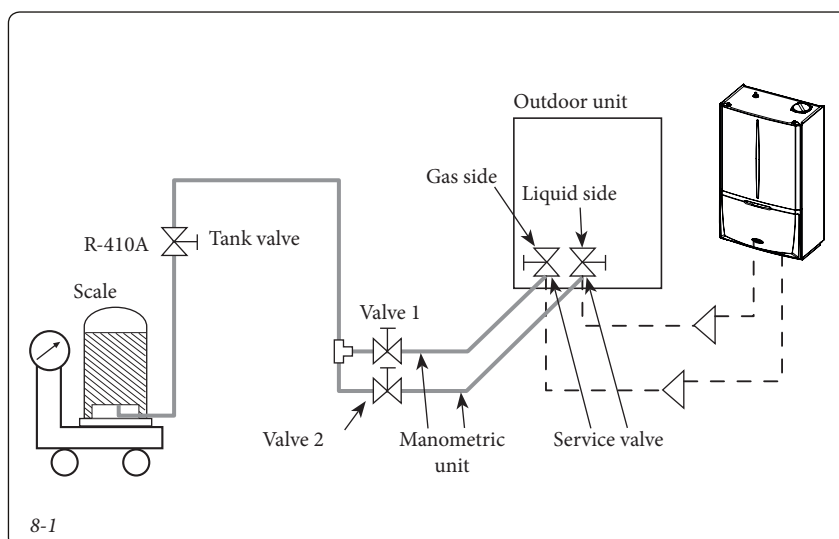 Outdoor unit
Gas side
Liquid side
R-410A
Tank valve
Scale
Valve 1
Valve 2
Manometric
unit
Service valve
8-1